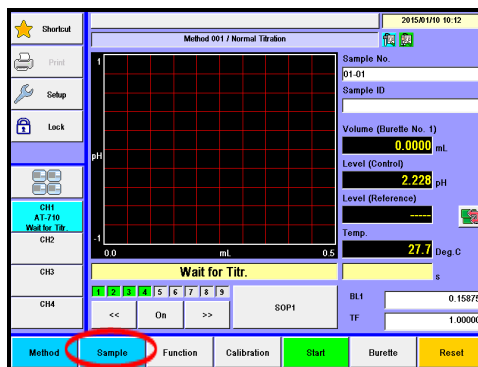 2015/01/10 10:12
Shortcut
Method 001 / Normal Titration
Print
Setup
Lock
Sample No.
01-01
Sample ID
Volume (Burette No. 1)
0.0000 mL
Level (Control)
2.228 pH
Level (Reference)
----- 
Temp.
27.7 Deg.C
s
1
pH
-1
0.0 mL 0.5
CH1
AT-710
Wait for Titr.
CH2
CH3
CH4
Wait for Titr.
1 2 3 4 5 6 7 8 9
<< On >>
SOP1
BL1 0.15875
TF 1.00000
Method Sample Function Calibration Start Burette Reset